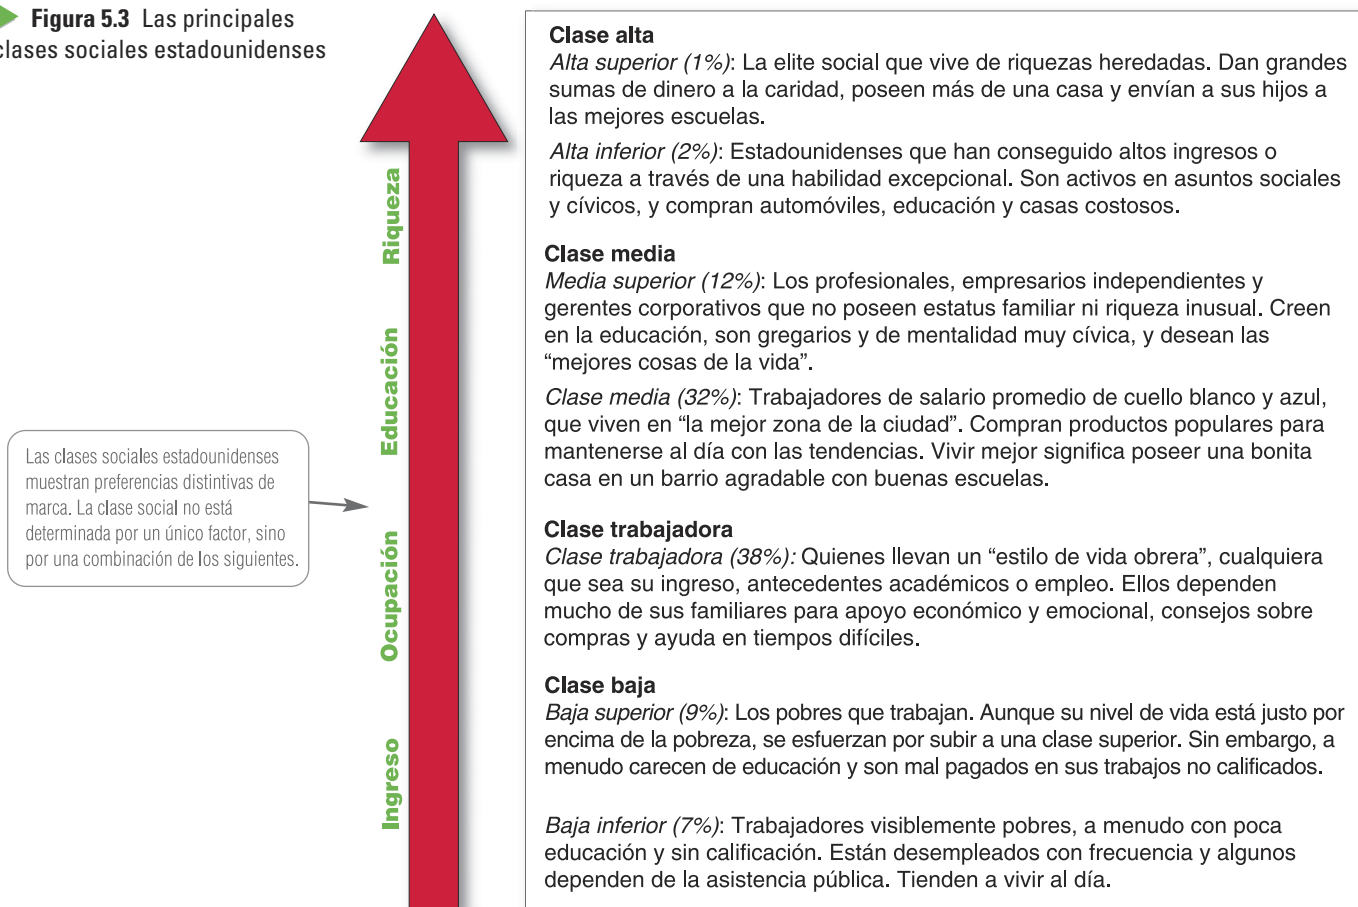 Figura 5.3 Las principales
clases sociales estadounidenses
Riqueza
Educación
Ocupación
Ingreso
Las clases sociales estadounidenses
muestran preferencias distintivas de
marca. La clase social no está
determinada por un único factor, sino
por una combinación de los siguientes.
Clase alta
Alta superior (1%): La elite social que vive de riquezas heredadas. Dan grandes
sumas de dinero a la caridad, poseen más de una casa y envían a sus hijos a
las mejores escuelas.
Alta inferior (2%): Estadounidenses que han conseguido altos ingresos o
riqueza a través de una habilidad excepcional. Son activos en asuntos sociales
y cívicos, y compran automóviles, educación y casas costosos.
Clase media
Media superior (12%): Los profesionales, empresarios independientes y
gerentes corporativos que no poseen estatus familiar ni riqueza inusual. Creen
en la educación, son gregarios y de mentalidad muy cívica, y desean las
“mejores cosas de la vida”.
Clase media (32%): Trabajadores de salario promedio de cuello blanco y azul,
que viven en “la mejor zona de la ciudad”. Compran productos populares para
mantenerse al día con las tendencias. Vivir mejor significa poseer una bonita
casa en un barrio agradable con buenas escuelas.
Clase trabajadora
Clase trabajadora (38%): Quienes llevan un “estilo de vida obrera”, cualquiera
que sea su ingreso, antecedentes académicos o empleo. Ellos dependen
mucho de sus familiares para apoyo económico y emocional, consejos sobre
compras y ayuda en tiempos difíciles.
Clase baja
Baja superior (9%): Los pobres que trabajan. Aunque su nivel de vida está justo por
encima de la pobreza, se esfuerzan por subir a una clase superior. Sin embargo, a
menudo carecen de educación y son mal pagados en sus trabajos no calificados.
Baja inferior (7%): Trabajadores visiblemente pobres, a menudo con poca
educación y sin calificación. Están desempleados con frecuencia y algunos
dependen de la asistencia pública. Tienden a vivir al día.